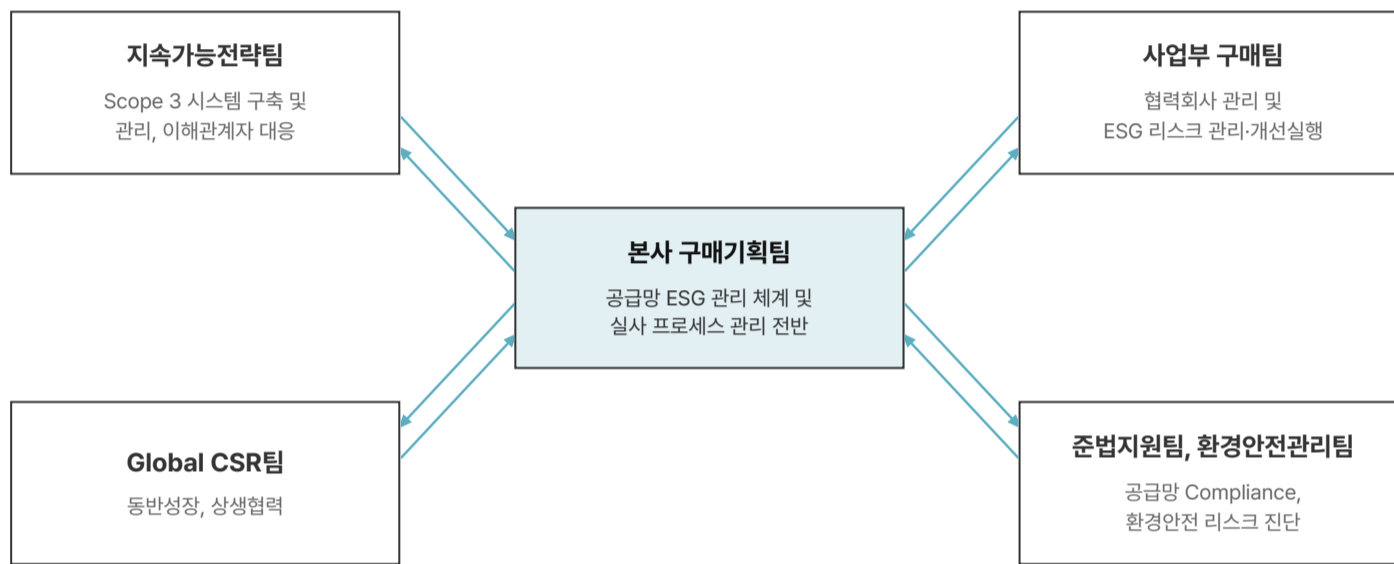 지속가능전략팀
Scope 3 시스템 구축 및
관리, 이해관계자 대응
사업부 구매팀
협력회사 관리 및
ESG 리스크 관리·개선실행
본사 구매기획팀
공급망 ESG 관리 체계 및
실사 프로세스 관리 전반
Global CSR팀
동반성장, 상생협력
준법지원팀, 환경안전관리팀
공급망 Compliance,
환경안전 리스크 진단